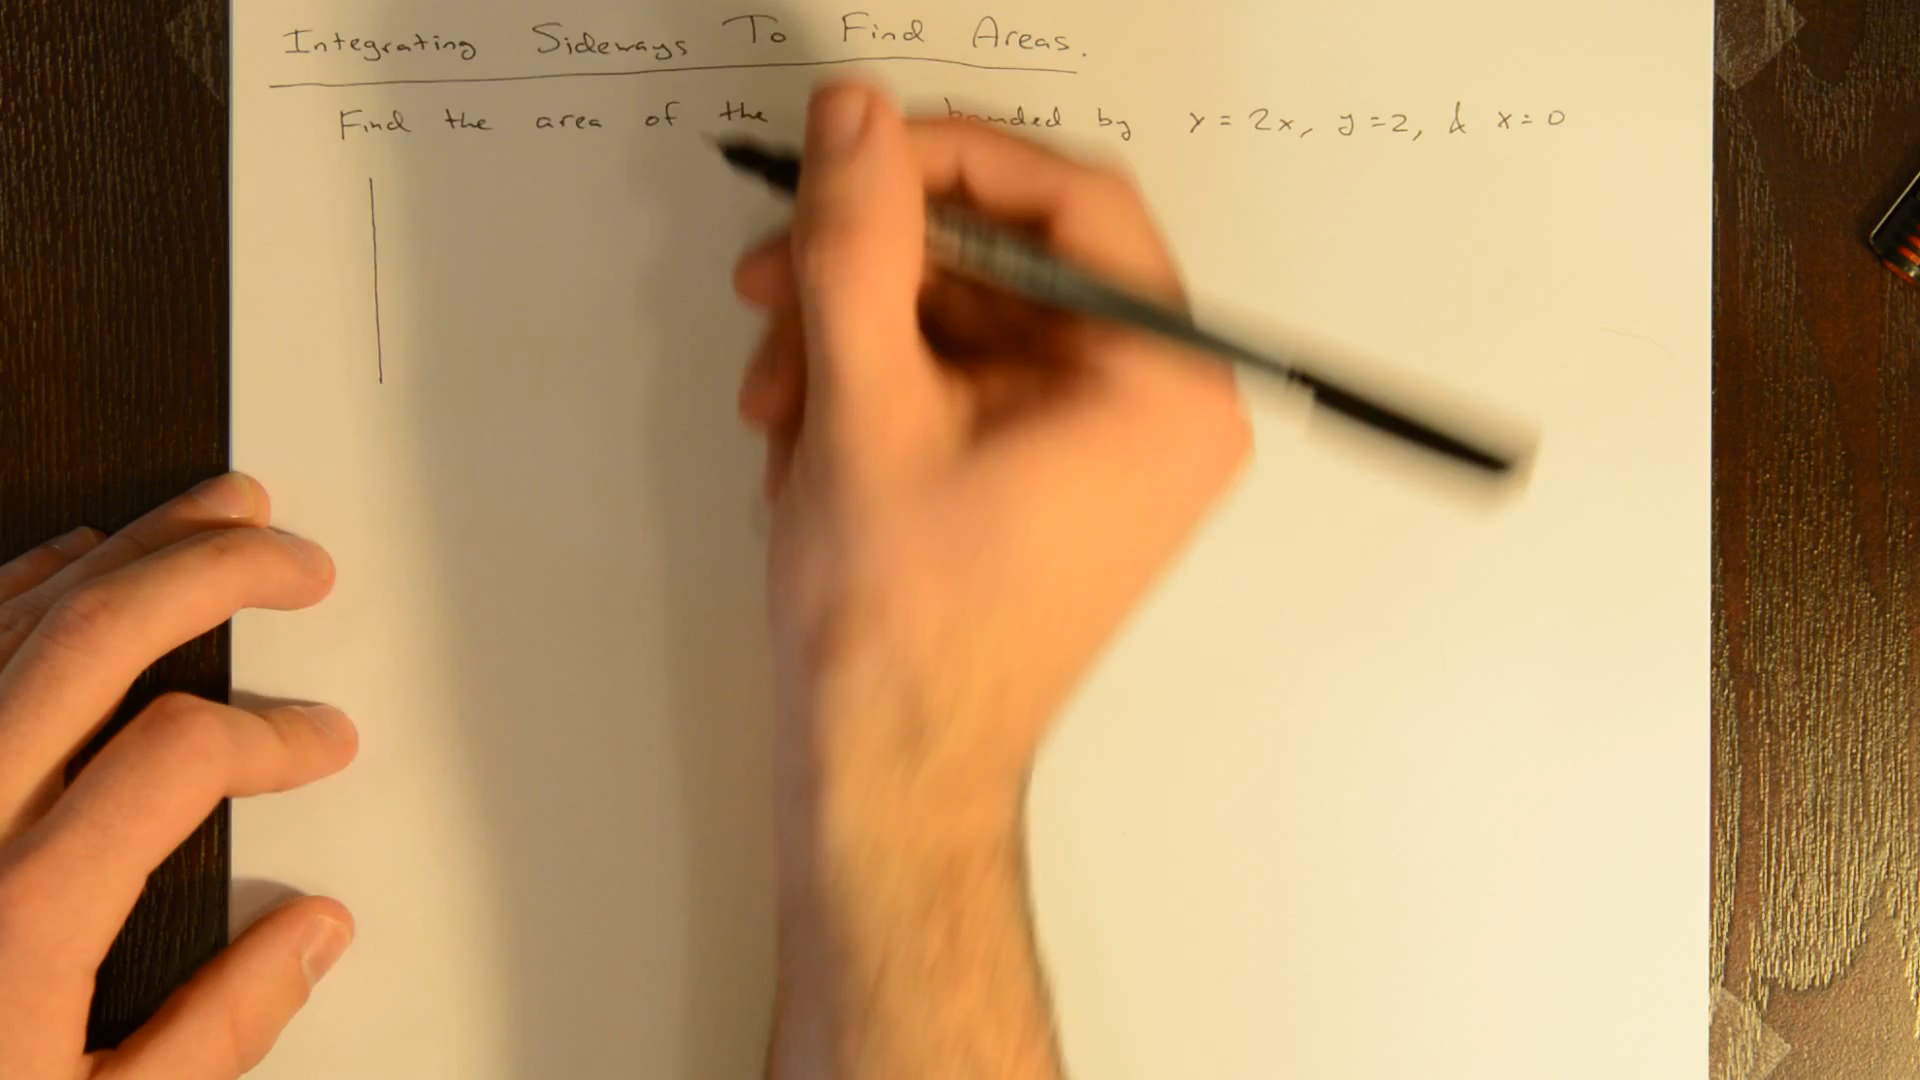 Integrating Sideways To Find Areas.
Find the area of the bounded by y = 2x, y = 2, & x = 0